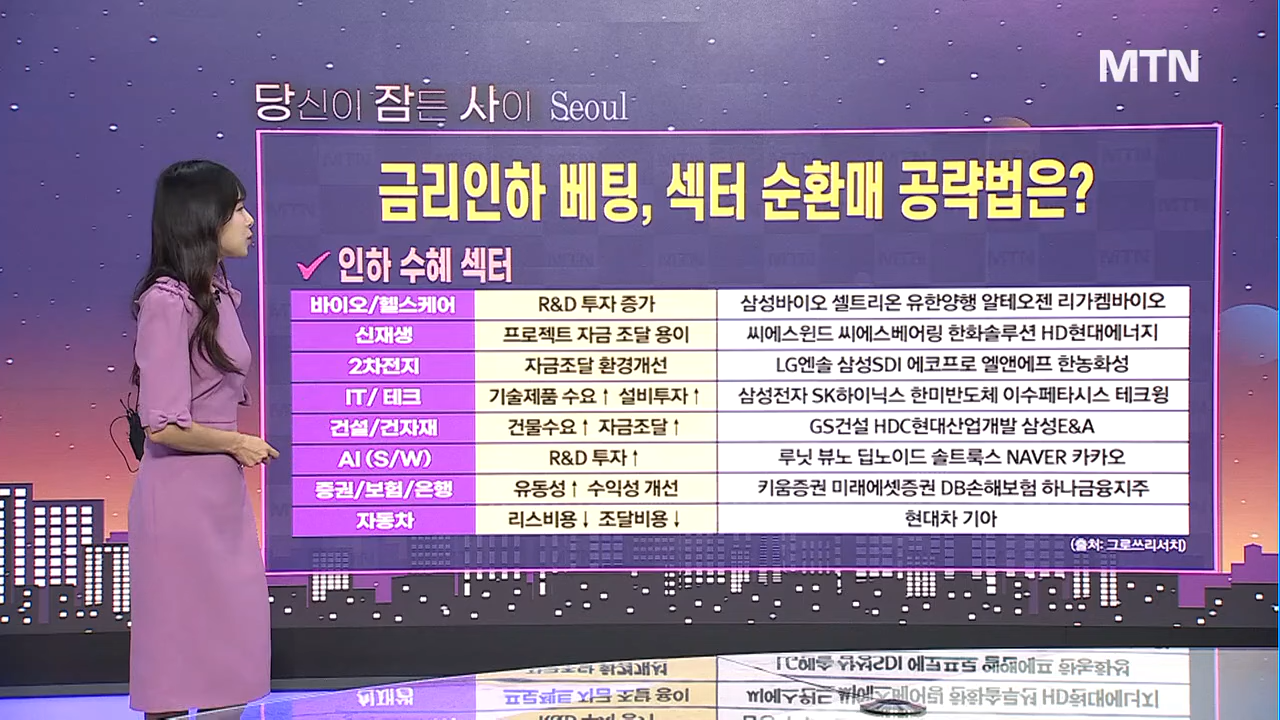 MTN
당신이 잠든 사이 Seoul
금리인하 베팅, 섹터 순환매 공략법은?
✓ 인하 수혜 섹터
바이오/헬스케어 R&D 투자 증가 삼성바이오 셀트리온 유한양행 알테오젠 리가켐바이오
신재생 프로젝트 자금 조달 용이 씨에스윈드 씨에스베어링 한화솔루션 HD현대에너지
2차전지 자금조달 환경개선 LG엔솔 삼성SDI 에코프로 엘앤에프 한농화성
IT/ 테크 기술제품 수요↑ 설비투자↑ 삼성전자 SK하이닉스 한미반도체 이수페타시스 테크윙
건설/건자재 건물수요↑ 자금조달↑ GS건설 HDC현대산업개발 삼성E&A
AI (S/W) R&D 투자↑ 루닛 뷰노 딥노이드 솔트룩스 NAVER 카카오
증권/보험/은행 유동성↑ 수익성 개선 키움증권 미래에셋증권 DB손해보험 하나금융지주
자동차 리스비용↓ 조달비용↓ 현대차 기아
(출처: 그로쓰리서치)